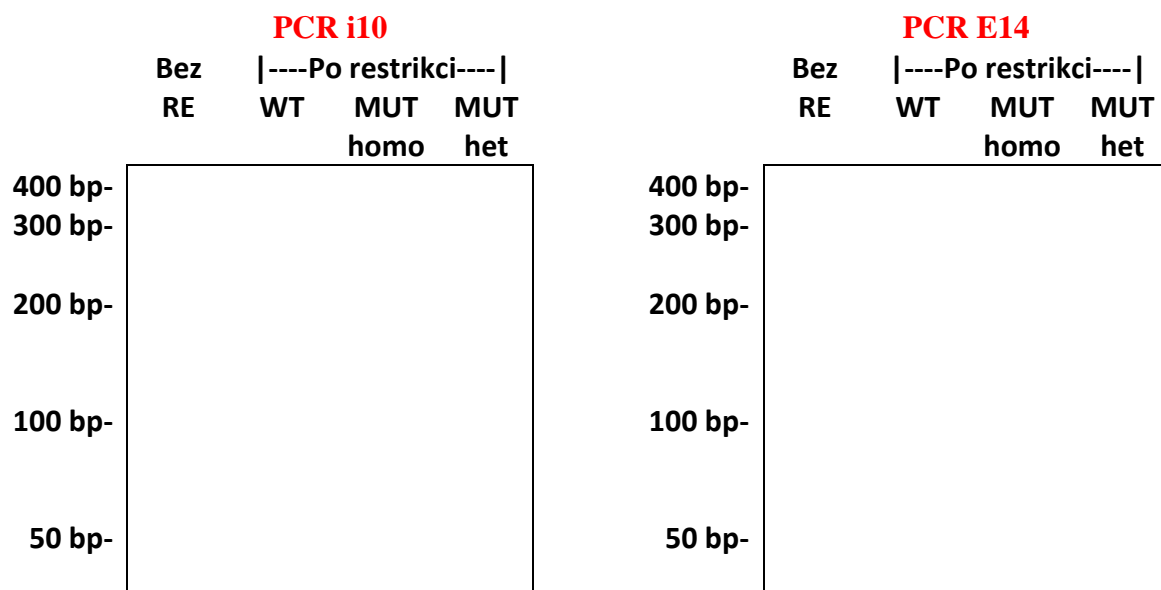 PCR i10
Bez |----Po restrikci----|
RE WT MUT MUT
homo het
400 bp-
300 bp-
200 bp-
100 bp-
50 bp-
PCR E14
Bez |----Po restrikci----|
RE WT MUT MUT
homo het
400 bp-
300 bp-
200 bp-
100 bp-
50 bp-